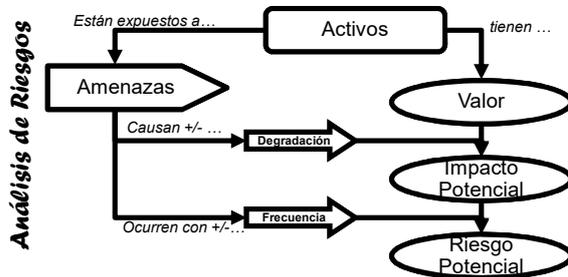 Análisis de Riesgos
Están expuestos a…
Activos
tienen …
Amenazas
Valor
Causan +/- …
Degradación
Impacto
Potencial
Frecuencia
Ocurren con +/-…
Riesgo
Potencial